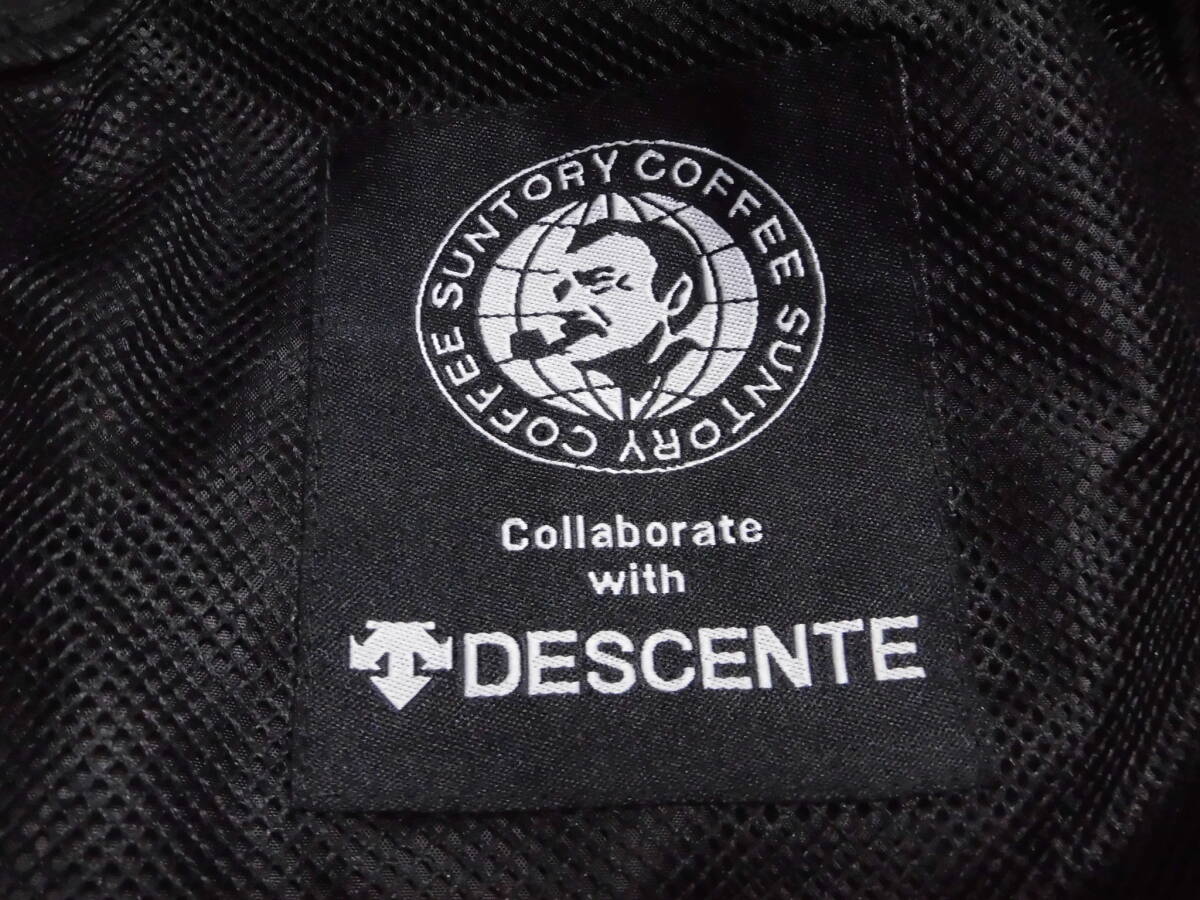 SUNTORY COFFEE SUNTORY COFFEE
Collaborate
with
DESCENTE